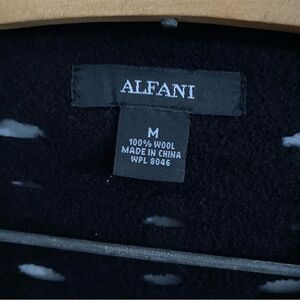 ALFANI
M
100% WOOL
MADE IN CHINA
WPL 8046